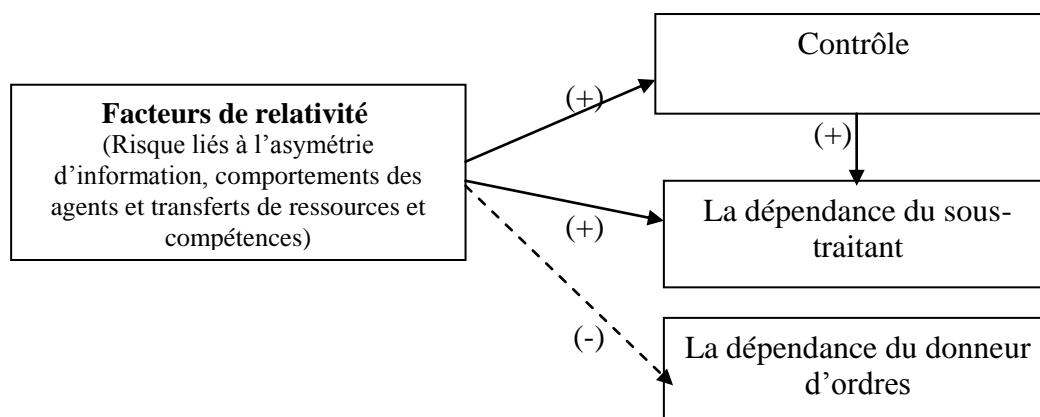 Contrôle
(+)
Facteurs de relativité
(Risque liés à l’asymétrie
d’information, comportements des
agents et transferts de ressources et
compétences)
(+)
(+)
La dépendance du sous-
traitant
(-)
La dépendance du donneur
d’ordres